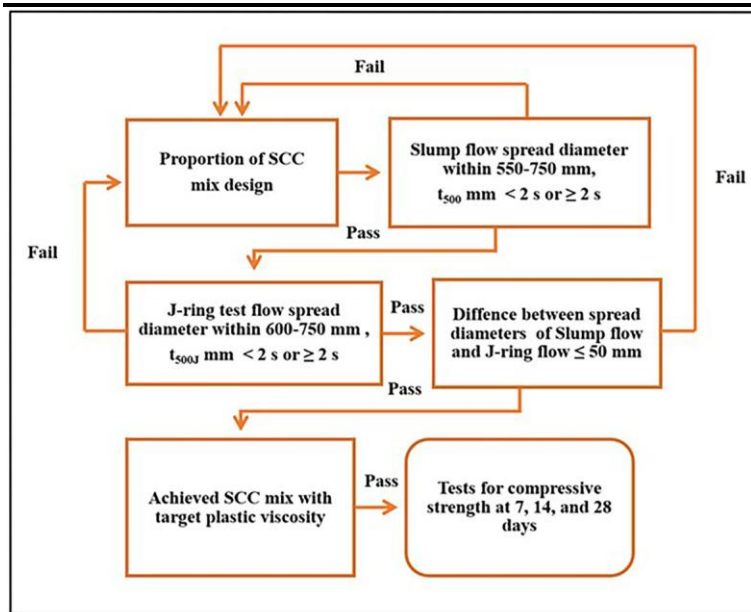 Fail
Fail
Proportion of SCC
mix design
Slump flow spread diameter
within 550-750 mm,
t500 mm < 2 s or ≥ 2 s
Fail
Pass
Fail
J-ring test flow spread
diameter within 600-750 mm ,
t500J mm < 2 s or ≥ 2 s
Pass
Diffence between spread
diameters of Slump flow
and J-ring flow ≤ 50 mm
Pass
Achieved SCC mix with
target plastic viscosity
Pass
Tests for compressive
strength at 7, 14, and 28
days